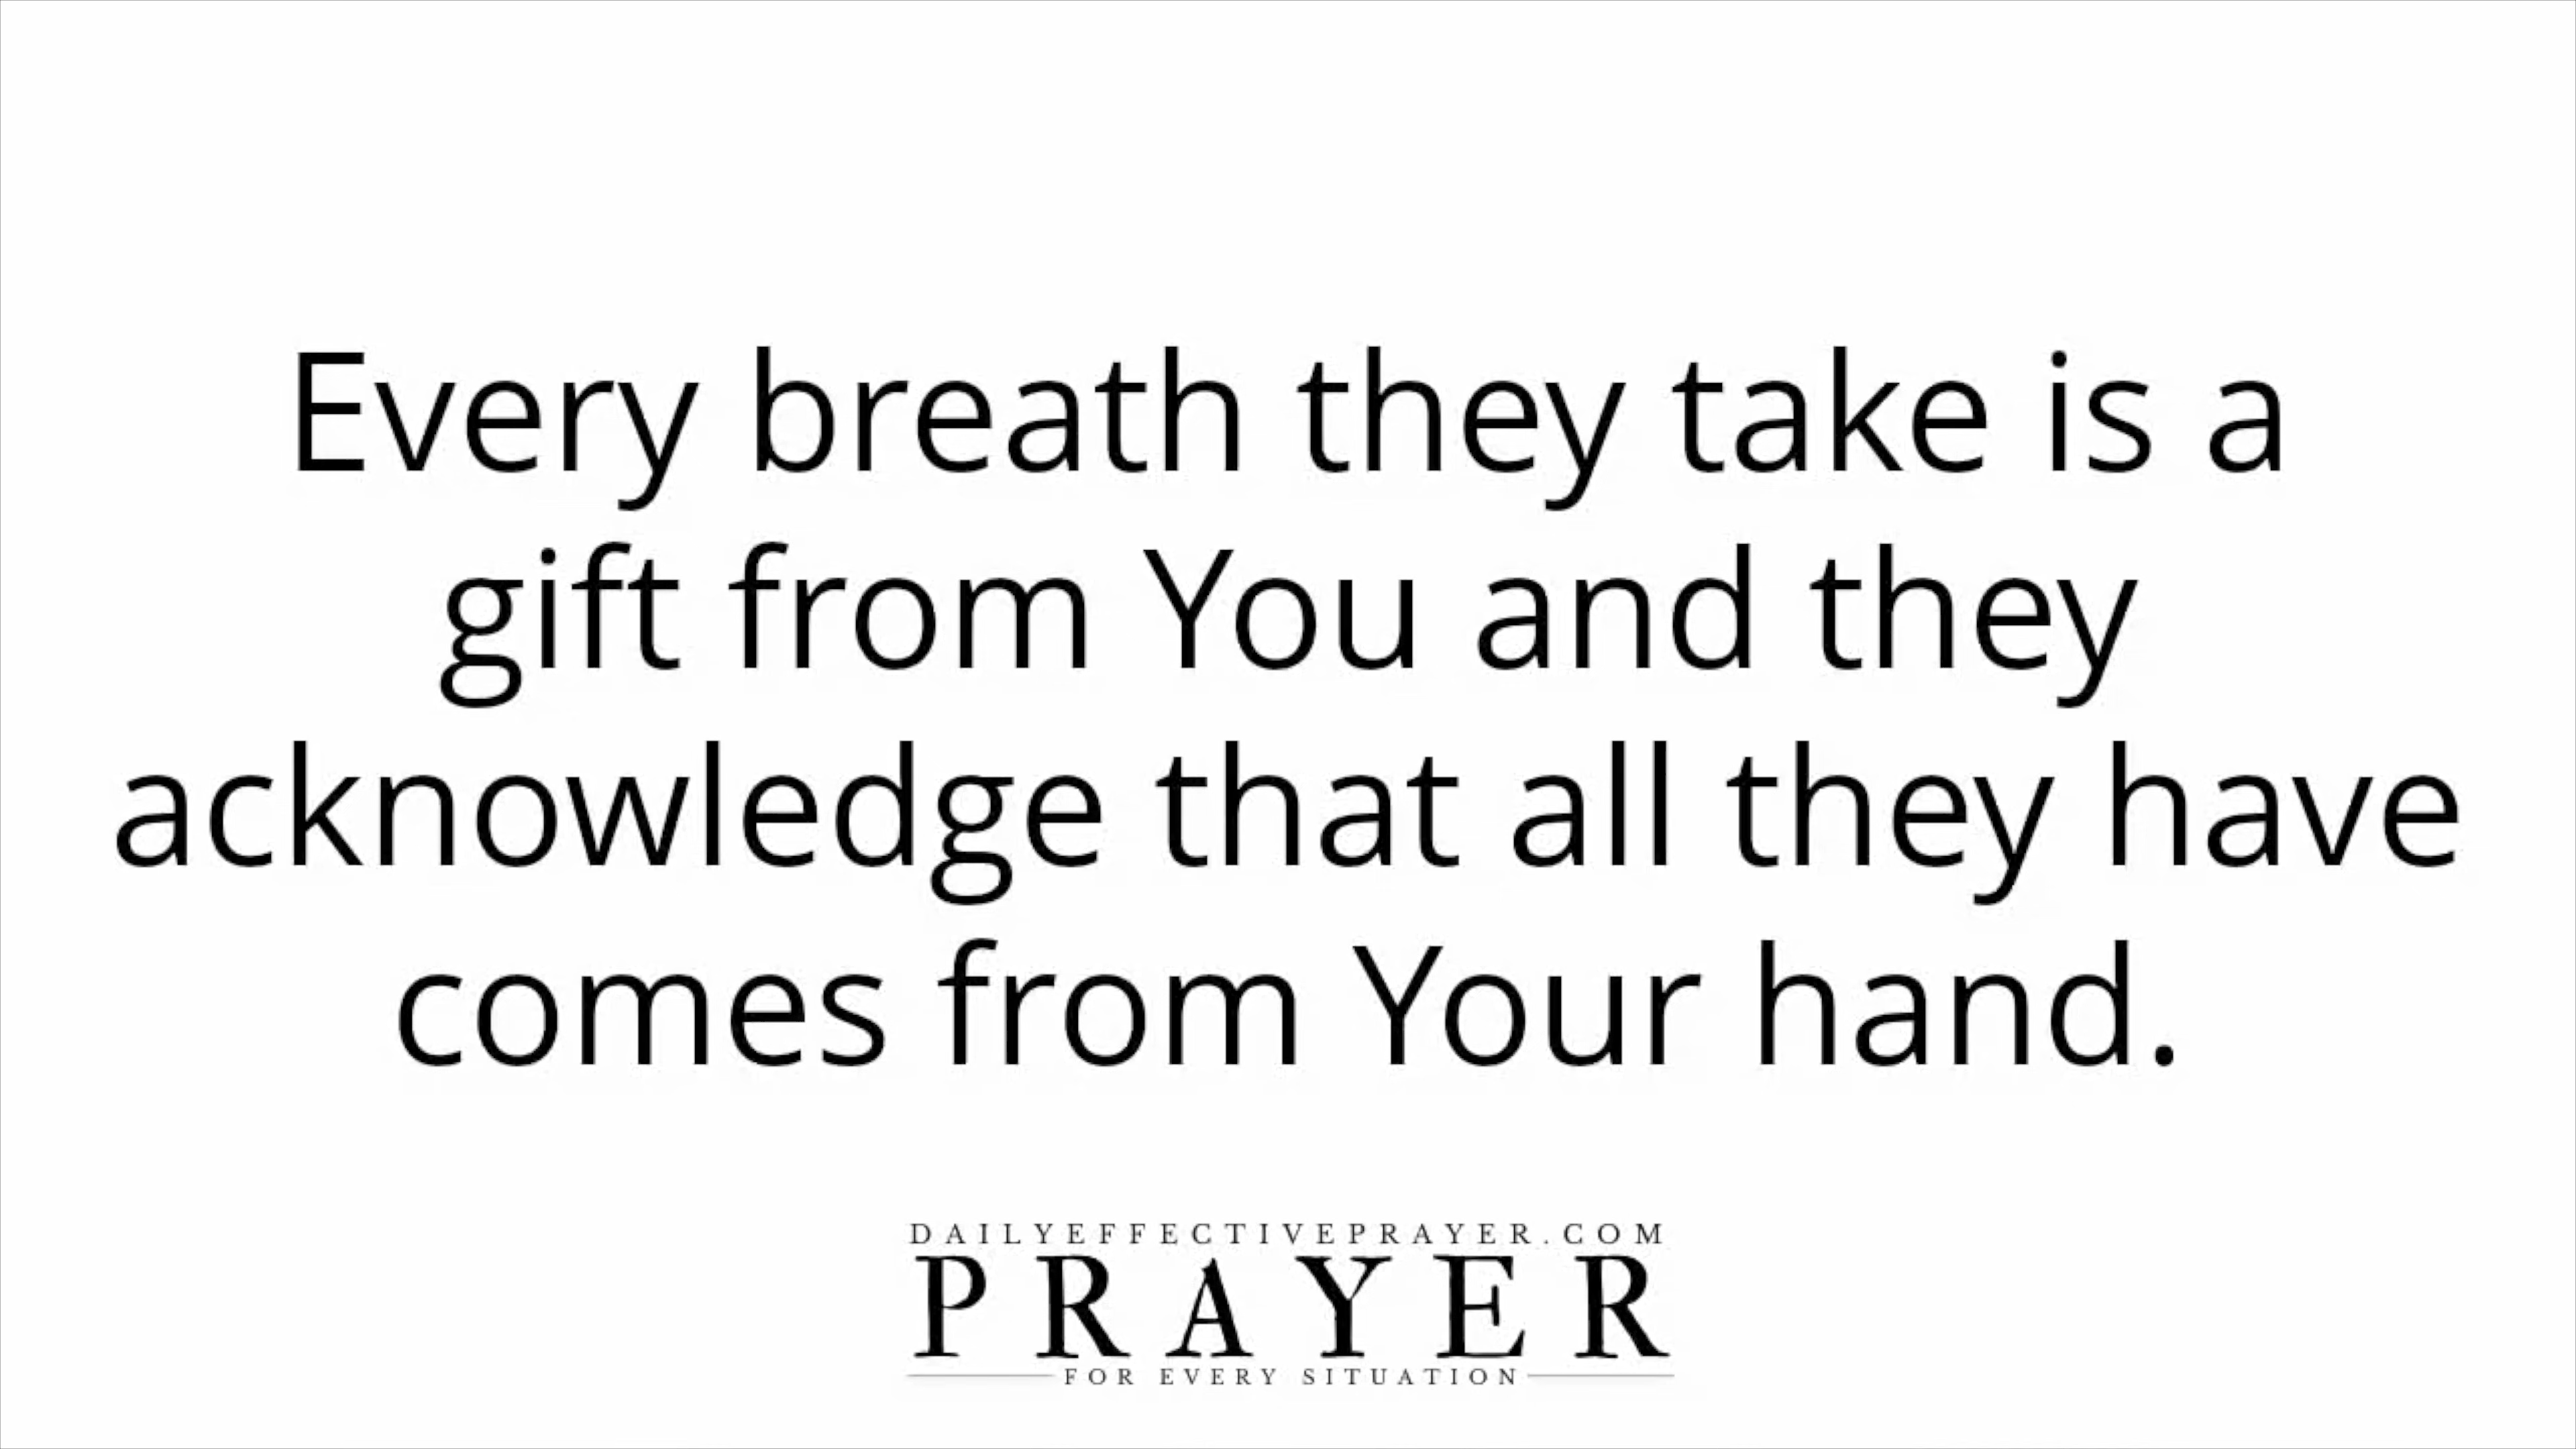 Every breath they take is a
gift from You and they
acknowledge that all they have
comes from Your hand.
DAILYEFFECTIVEPRAYER.COM
PRAYER
FOR EVERY SITUATION